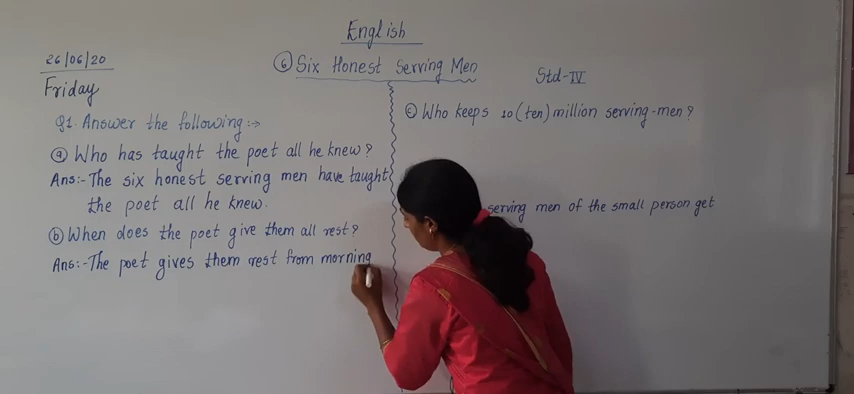 English
26/06/20
Friday
⑥ Six Honest Serving Men
Std-IV
Q1. Answer the following :→
ⓐ Who has taught the poet all he knew?
Ans:- The six honest serving men have taught
the poet all he knew.
ⓑ When does the poet give them all rest?
Ans:- The poet gives them rest from morning
ⓒ Who keeps 10 (ten) million serving-men?
serving men of the small person get